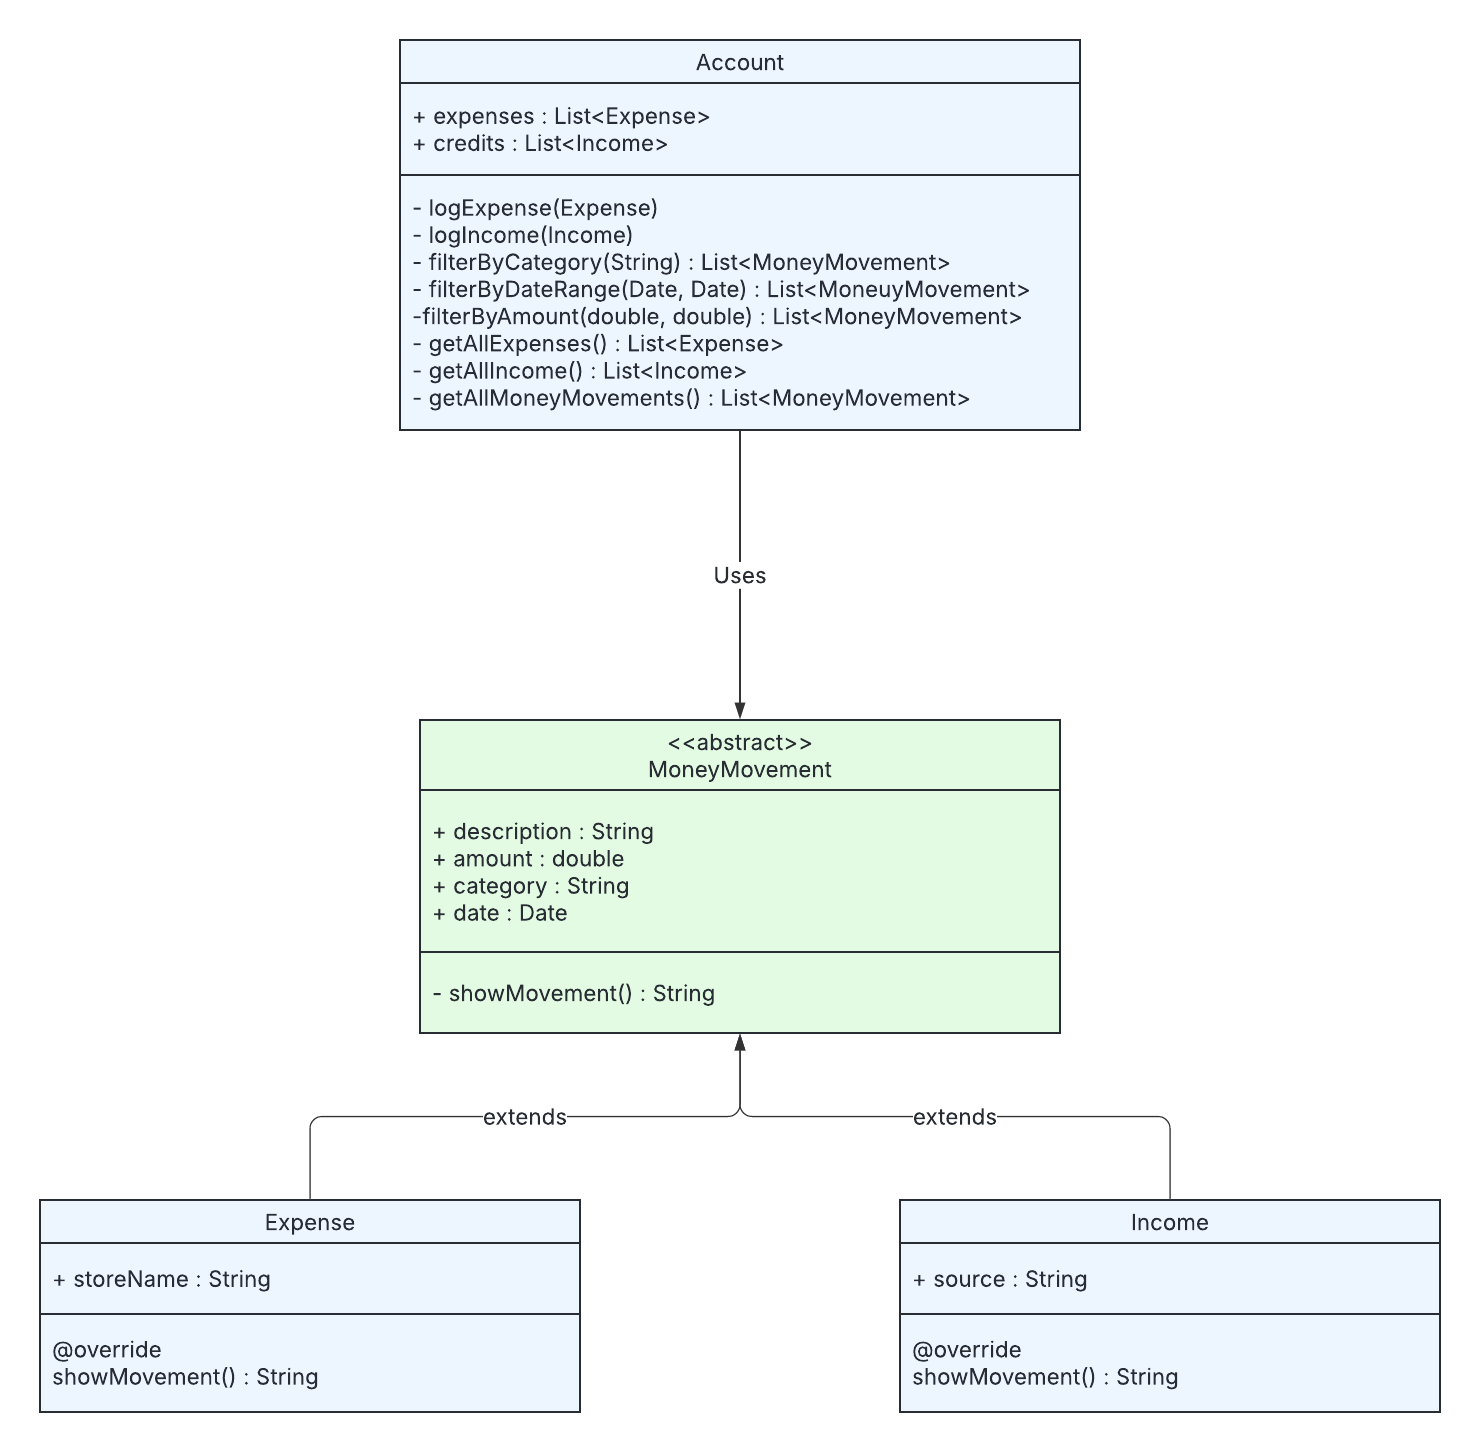 Account
+ expenses : List<Expense>
+ credits : List<Income>
- logExpense(Expense)
- logIncome(Income)
- filterByCategory(String) : List<MoneyMovement>
- filterByDateRange(Date, Date) : List<MoneuyMovement>
-filterByAmount(double, double) : List<MoneyMovement>
- getAllExpenses() : List<Expense>
- getAllIncome() : List<Income>
- getAllMoneyMovements() : List<MoneyMovement>
Uses
<<abstract>>
MoneyMovement
+ description : String
+ amount : double
+ category : String
+ date : Date
- showMovement() : String
extends
extends
Expense
+ storeName : String
@override
showMovement() : String
Income
+ source : String
@override
showMovement() : String